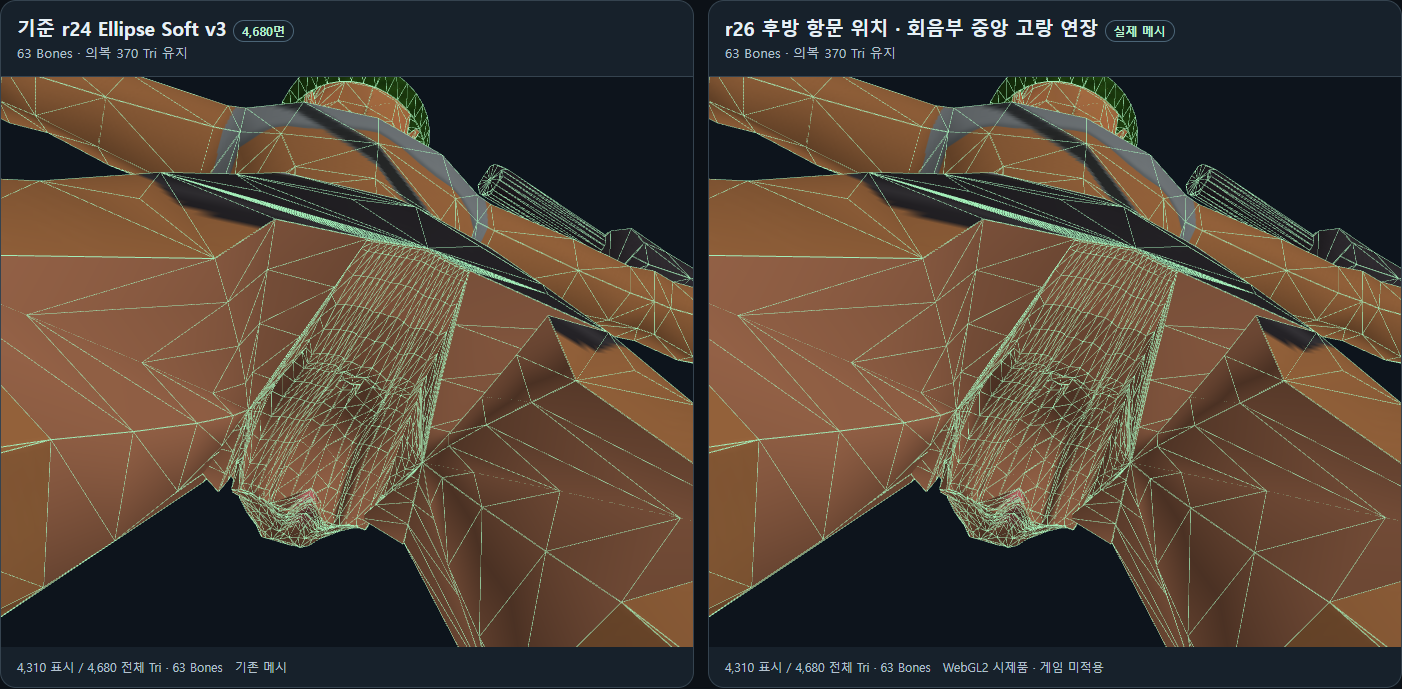 기준 r24 Ellipse Soft v3 4,680면
63 Bones · 의복 370 Tri 유지
4,310 표시 / 4,680 전체 Tri · 63 Bones 기존 메시
r26 후방 항문 위치 · 회음부 중앙 고랑 연장 실제 메시
63 Bones · 의복 370 Tri 유지
4,310 표시 / 4,680 전체 Tri · 63 Bones WebGL2 시제품 · 게임 미적용